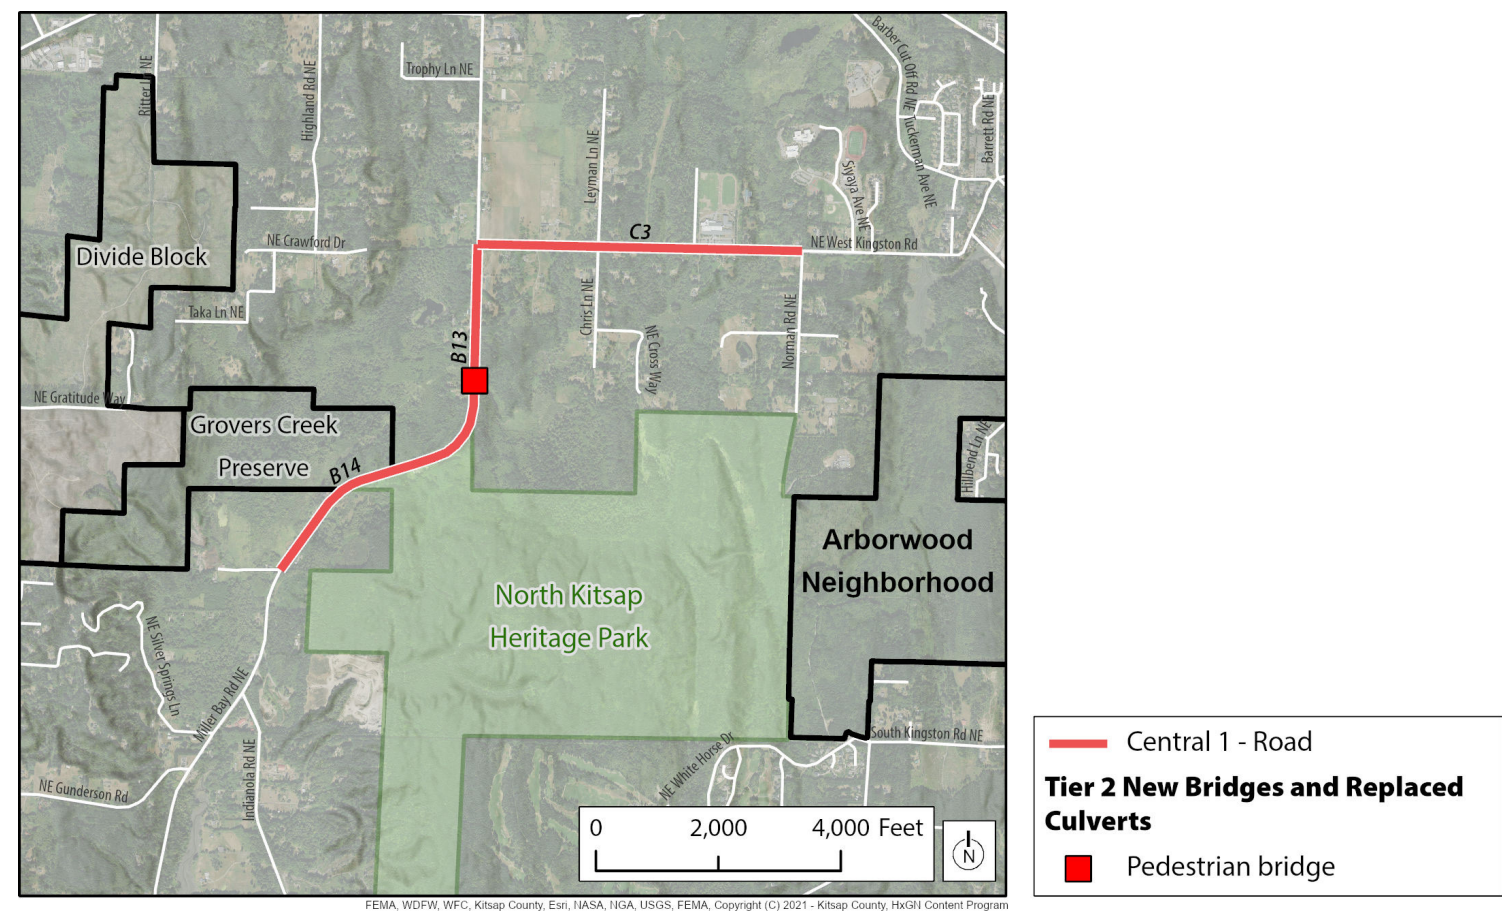 Ritter Ln NE
Highland Rd NE
Trophy Ln NE
Barber Cut Off Rd NE
Tuckerman Ave NE
Barrett Rd NE
Leyman Ln NE
Siyaya Ave NE
C3
NE West Kingston Rd
NE Crawford Dr
Divide Block
Taka Ln NE
Chris Ln NE
NE Cross Way
Norman Rd NE
B13
NE Gratitude Way
Grovers Creek
Preserve
B14
Hillbend Ln NE
Arborwood
Neighborhood
North Kitsap
Heritage Park
NE Silver Springs Ln
Miller Bay Rd NE
Indianola Rd NE
NE Gunderson Rd
NE White Horse Dr
South Kingston Rd NE
0 2,000 4,000 Feet
N
Central 1 - Road
Tier 2 New Bridges and Replaced
Culverts
Pedestrian bridge
FEMA, WDFW, WFC, Kitsap County, Esri, NASA, NGA, USGS, FEMA, Copyright (C) 2021 - Kitsap County, HxGN Content Program